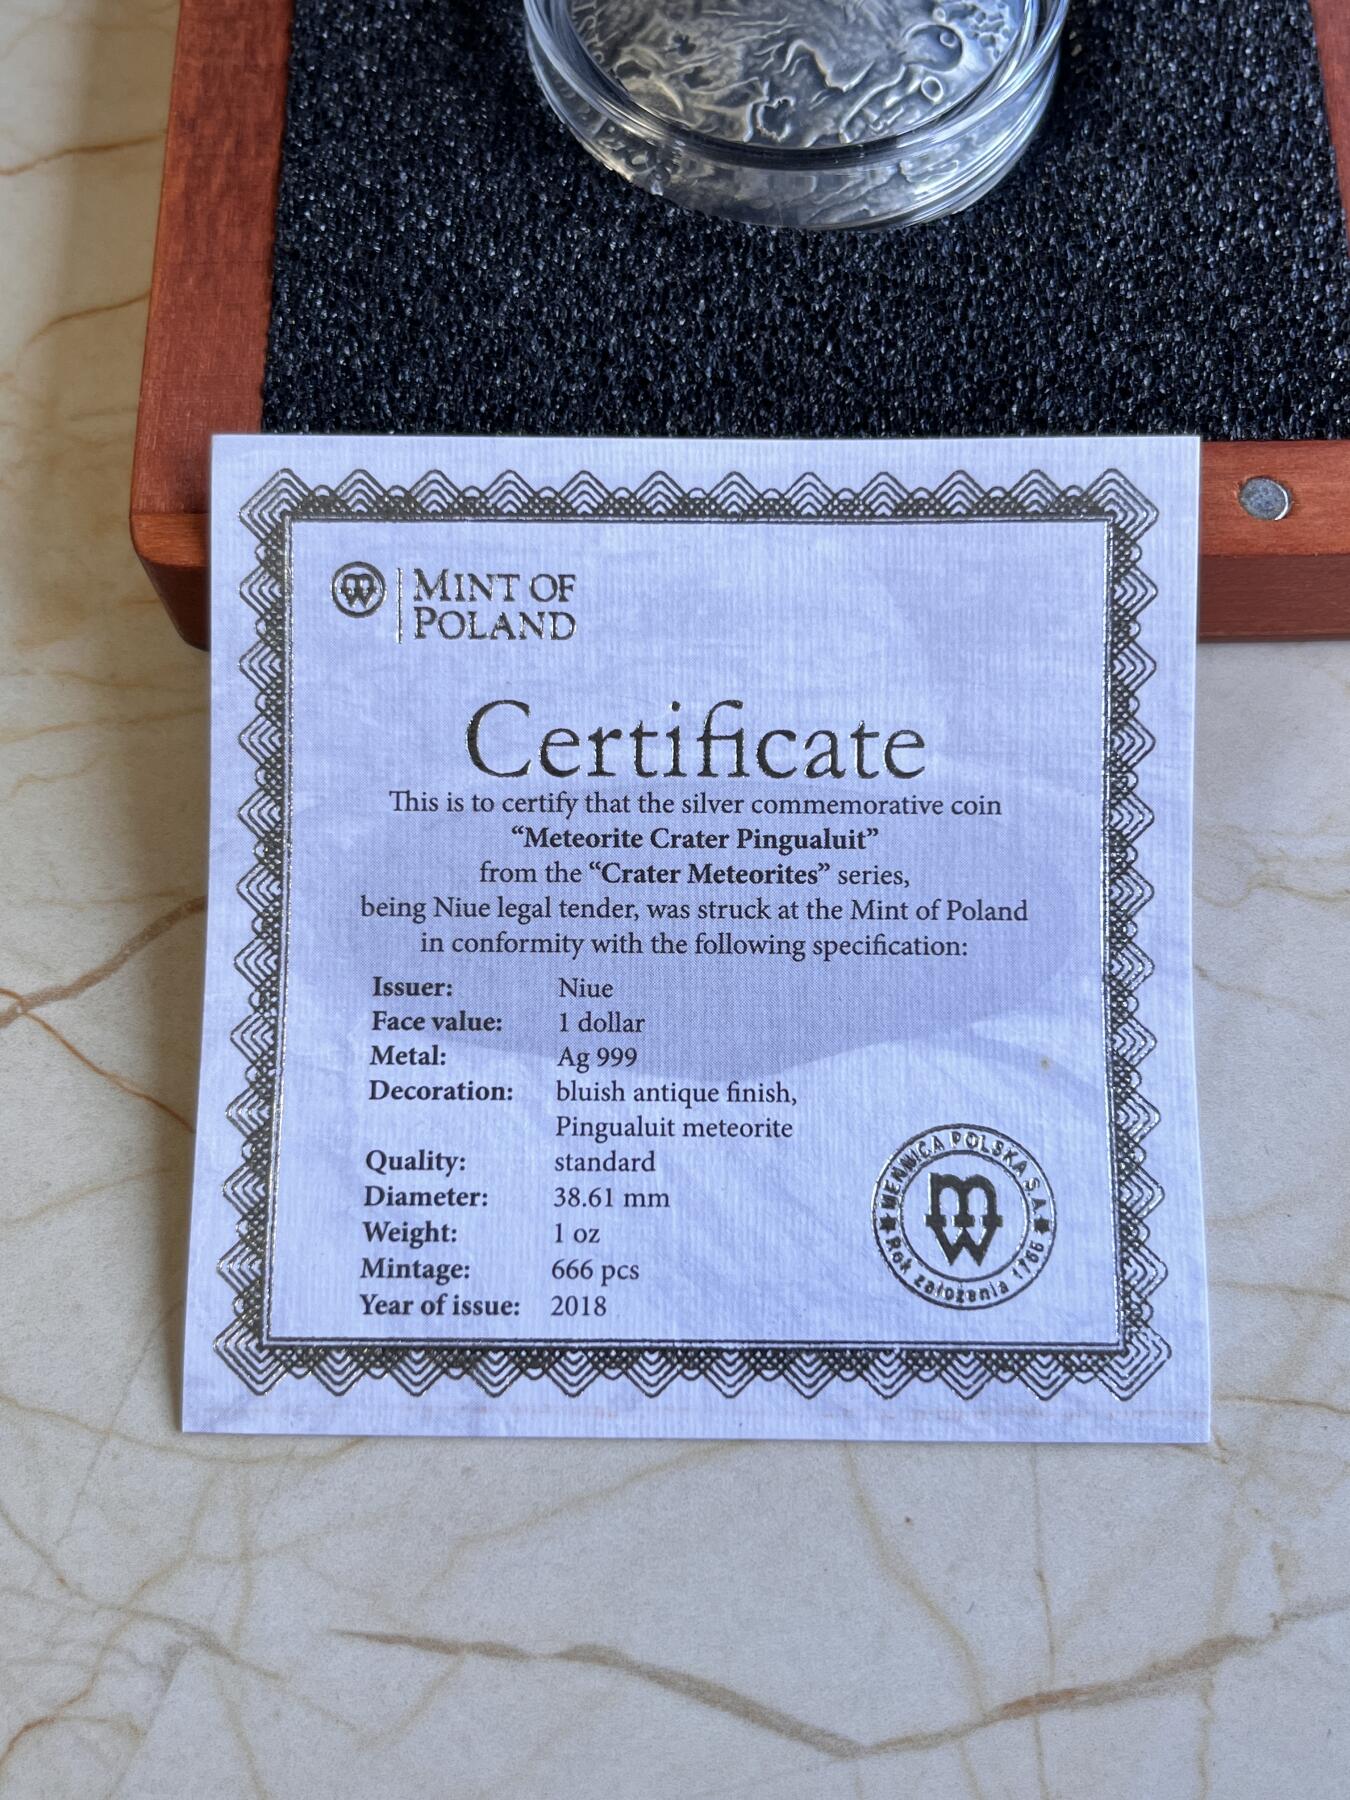 MINT OF
POLAND
Certificate
This is to certify that the silver commemorative coin
“Meteorite Crater Pingualuit”
from the “Crater Meteorites” series,
being Niue legal tender, was struck at the Mint of Poland
in conformity with the following specification:
Issuer: Niue
Face value: 1 dollar
Metal: Ag 999
Decoration: bluish antique finish,
Pingualuit meteorite
Quality: standard
Diameter: 38.61 mm
Weight: 1 oz
Mintage: 666 pcs
Year of issue: 2018
MENNICA POLSKA S.A.
Rok założenia 1766